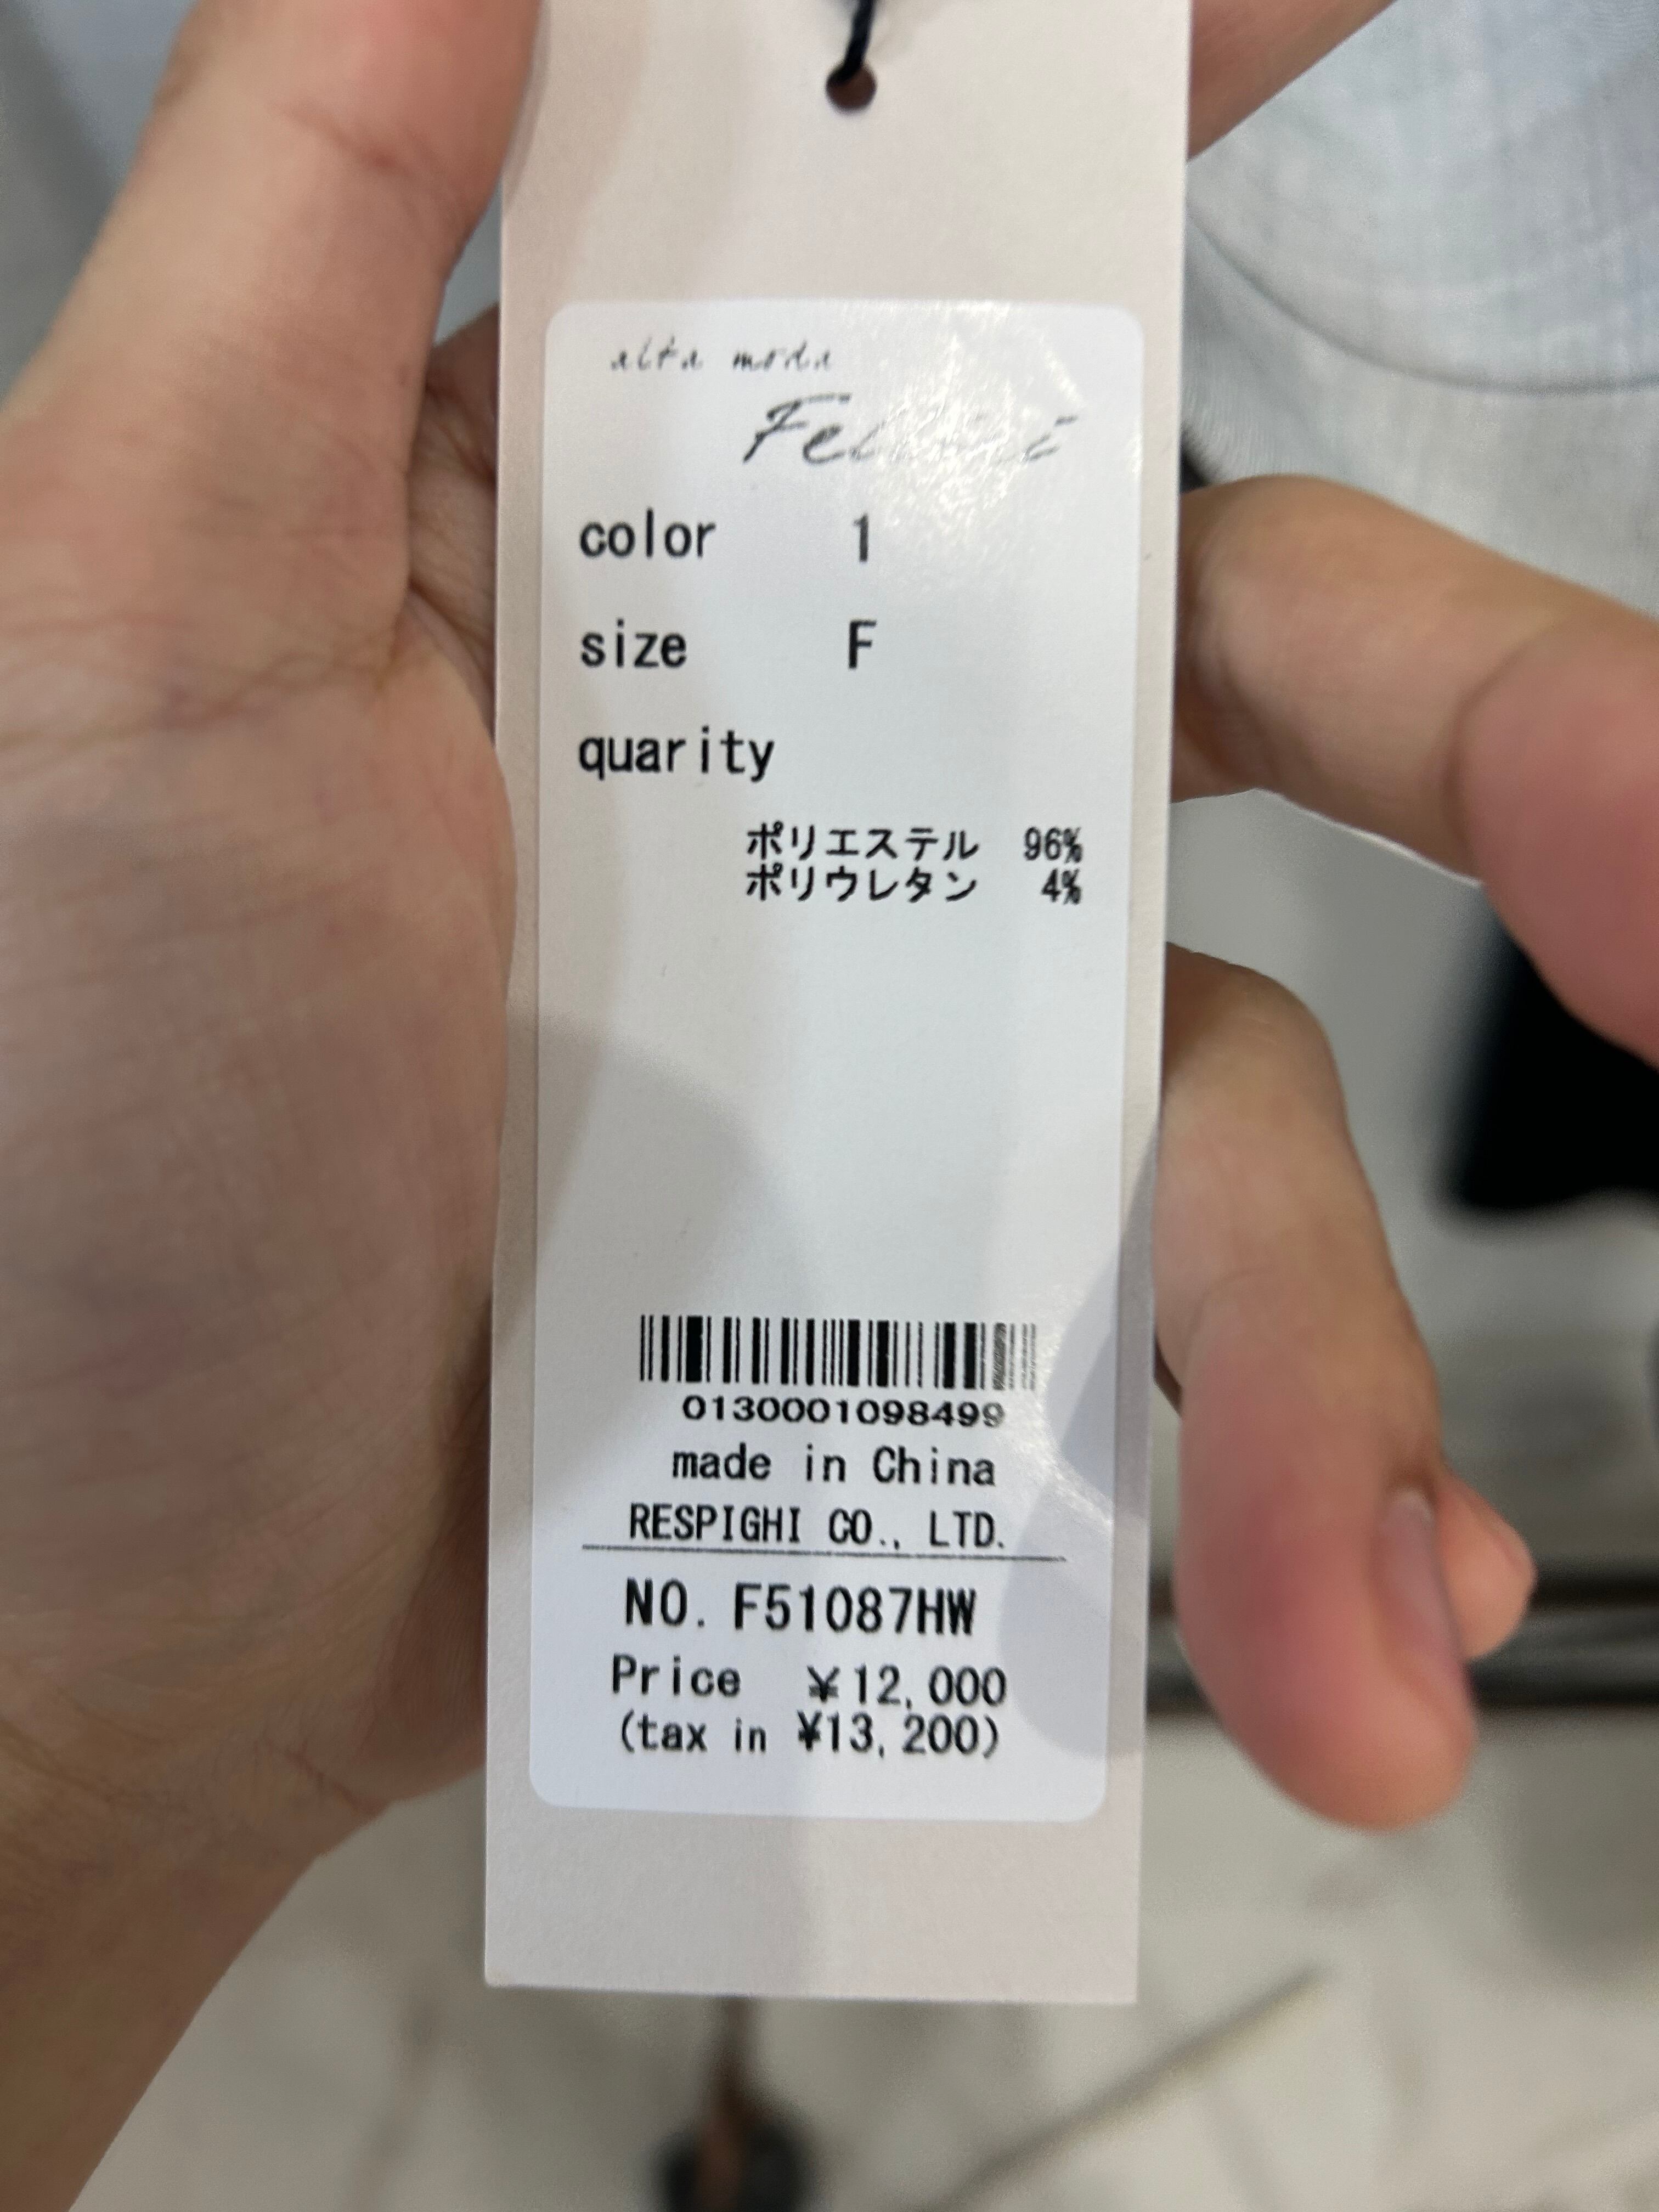 alta moda
Fellini
color 1
size F
quarity
ポリエステル 96%
ポリウレタン 4%
0130001098499
made in China
RESPIGHI CO., LTD.
NO. F51087HW
Price ¥12,000
(tax in ¥13,200)